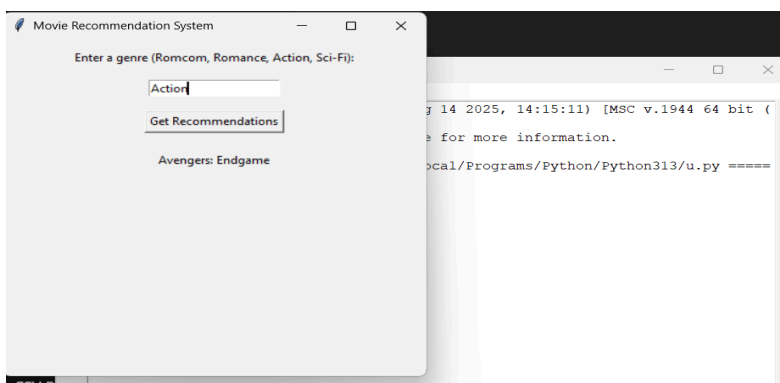 Movie Recommendation System
Enter a genre (Romcom, Romance, Action, Sci-Fi):
Action
Get Recommendations
Avengers: Endgame
14 2025, 14:15:11) [MSC v.1944 64 bit (
for more information.
ocal/Programs/Python/Python313/u.py =====